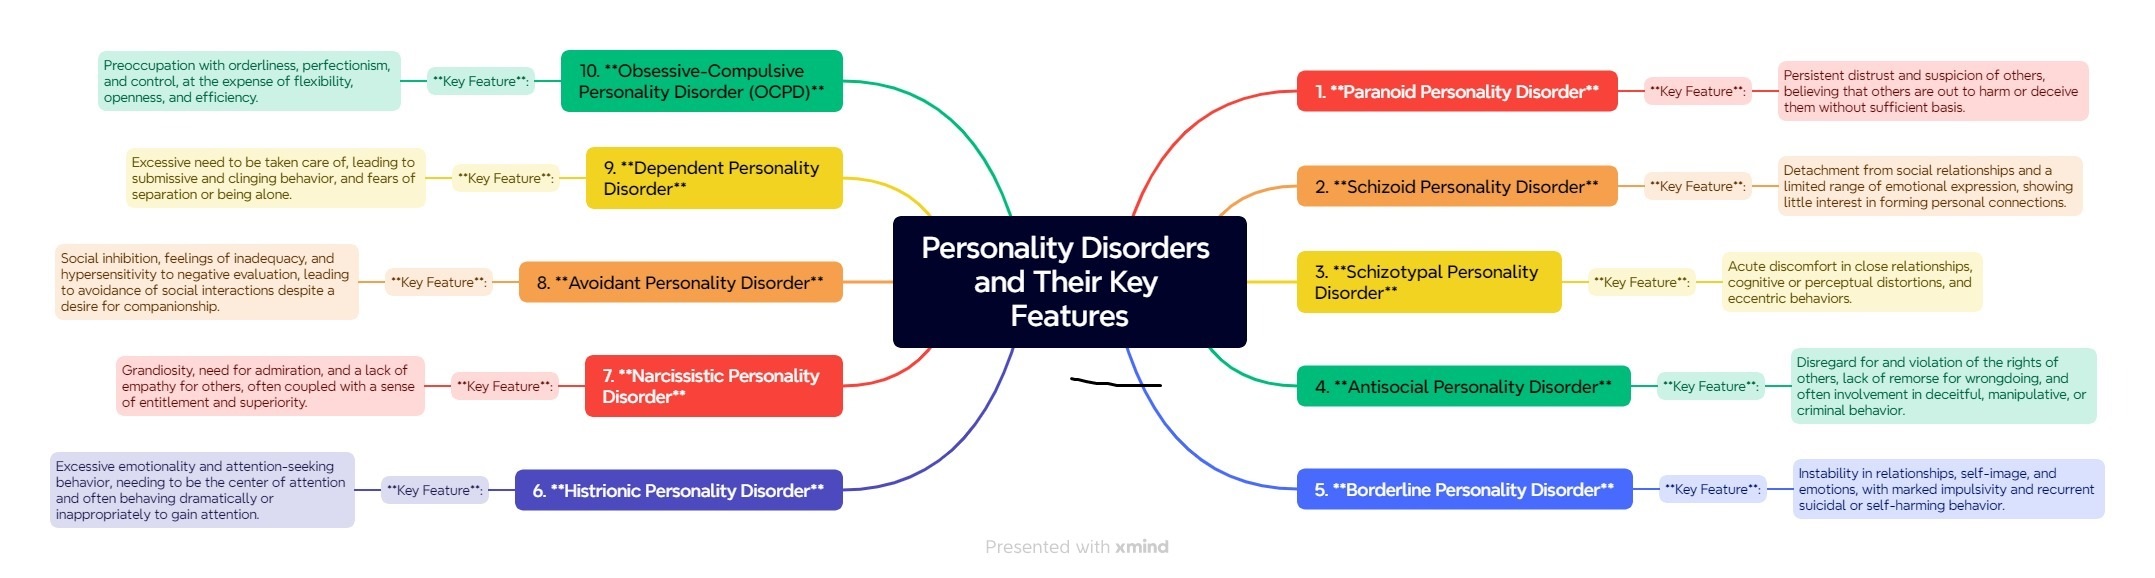 Personality Disorders
and Their Key
Features
1. **Paranoid Personality Disorder**
**Key Feature**:
Persistent distrust and suspicion of others,
believing that others are out to harm or deceive
them without sufficient basis.
2. **Schizoid Personality Disorder**
**Key Feature**:
Detachment from social relationships and a
limited range of emotional expression, showing
little interest in forming personal connections.
3. **Schizotypal Personality
Disorder**
**Key Feature**:
Acute discomfort in close relationships,
cognitive or perceptual distortions, and
eccentric behaviors.
4. **Antisocial Personality Disorder**
**Key Feature**:
Disregard for and violation of the rights of
others, lack of remorse for wrongdoing, and
often involvement in deceitful, manipulative, or
criminal behavior.
5. **Borderline Personality Disorder**
**Key Feature**:
Instability in relationships, self-image, and
emotions, with marked impulsivity and recurrent
suicidal or self-harming behavior.
6. **Histrionic Personality Disorder**
**Key Feature**:
Excessive emotionality and attention-seeking
behavior, needing to be the center of attention
and often behaving dramatically or
inappropriately to gain attention.
7. **Narcissistic Personality
Disorder**
**Key Feature**:
Grandiosity, need for admiration, and a lack of
empathy for others, often coupled with a sense
of entitlement and superiority.
8. **Avoidant Personality Disorder**
**Key Feature**:
Social inhibition, feelings of inadequacy, and
hypersensitivity to negative evaluation, leading
to avoidance of social interactions despite a
desire for companionship.
9. **Dependent Personality
Disorder**
**Key Feature**:
Excessive need to be taken care of, leading to
submissive and clinging behavior, and fears of
separation or being alone.
10. **Obsessive-Compulsive
Personality Disorder (OCPD)**
**Key Feature**:
Preoccupation with orderliness, perfectionism,
and control, at the expense of flexibility,
openness, and efficiency.
Presented with xmind